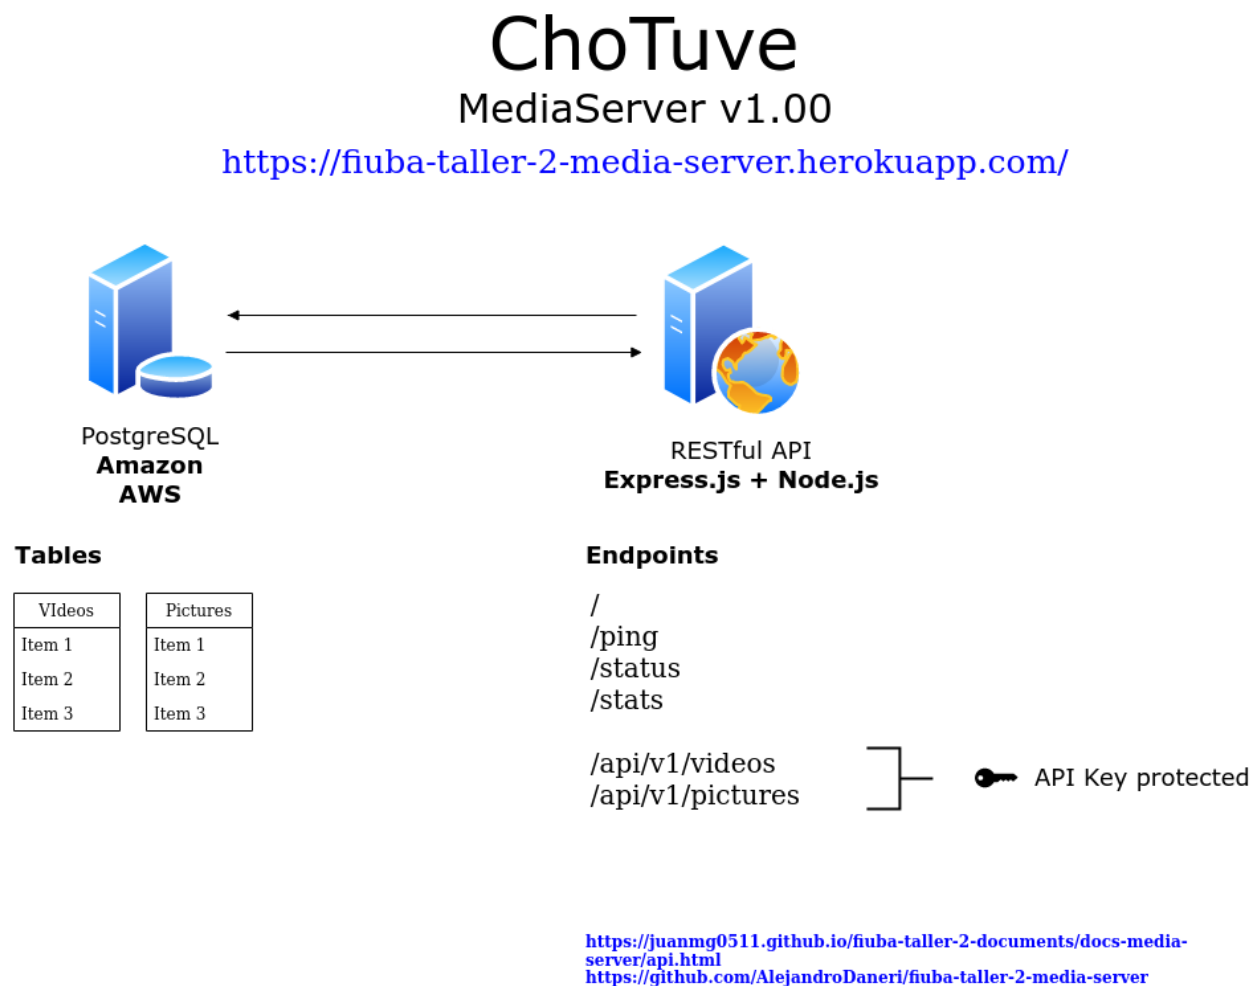 ChoTuve
MediaServer v1.00
https://fiuba-taller-2-media-server.herokuapp.com/
PostgreSQL
Amazon
AWS
RESTful API
Express.js + Node.js
Tables
VIdeos
Item 1
Item 2
Item 3
Pictures
Item 1
Item 2
Item 3
Endpoints
/
/ping
/status
/stats
/api/v1/videos
/api/v1/pictures
API Key protected
https://juanmg0511.github.io/fiuba-taller-2-documents/docs-media-
server/api.html
https://github.com/AlejandroDaneri/fiuba-taller-2-media-server